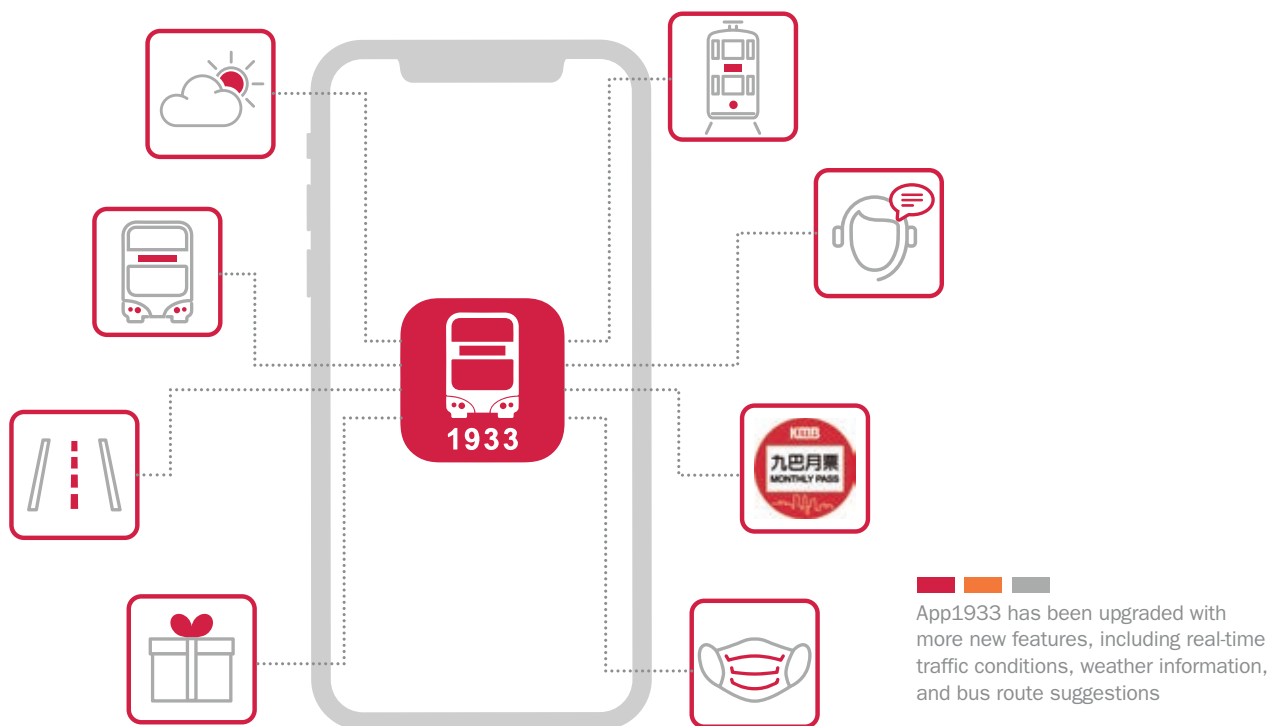 1933
KMB
九巴月票
MONTHLY PASS
App1933 has been upgraded with
more new features, including real-time
traffic conditions, weather information,
and bus route suggestions